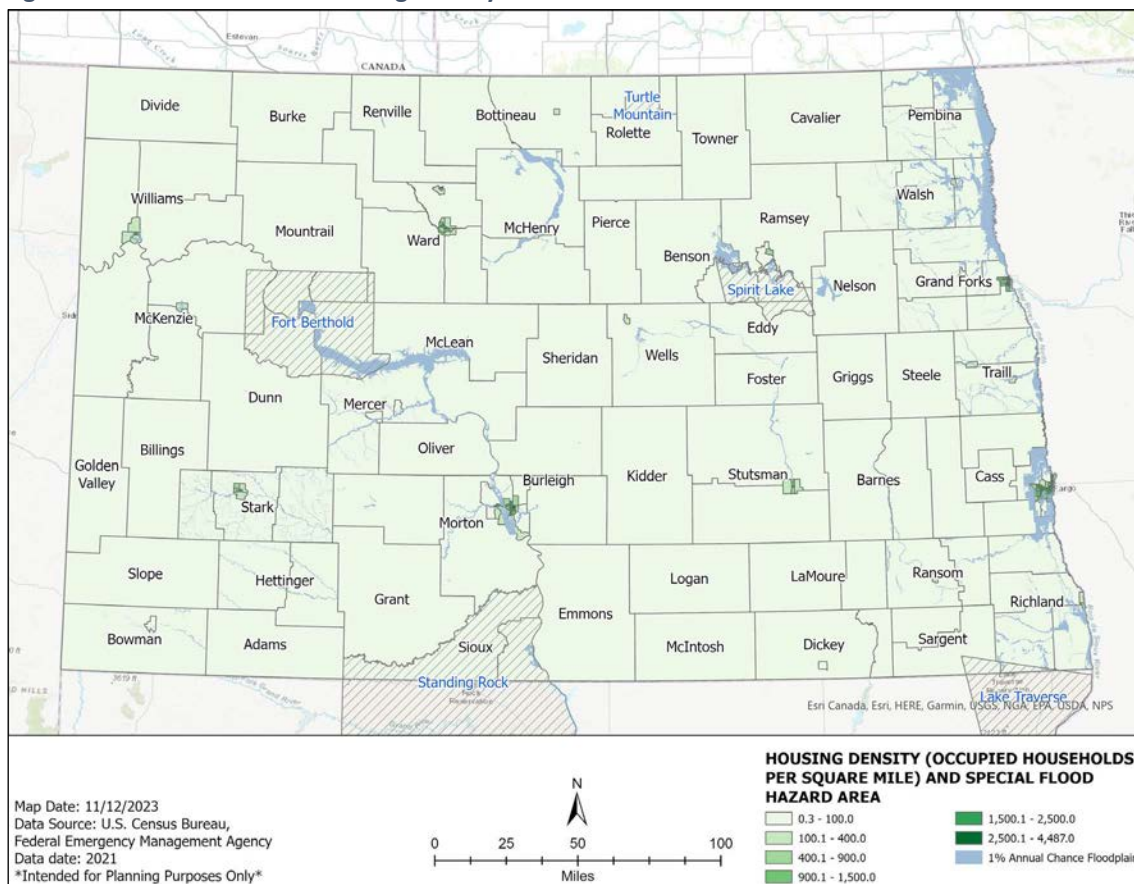 Estevan
CANADA
Divide
Burke
Renville
Bottineau
Turtle
Mountain
Rolette
Towner
Cavalier
Pembina
Williams
Mountrail
Ward
McHenry
Pierce
Benson
Ramsey
Walsh
Nelson
Grand Forks
Spirit Lake
McKenzie
Fort Berthold
McLean
Sheridan
Wells
Eddy
Foster
Griggs
Steele
Traill
Dunn
Mercer
Oliver
Golden
Valley
Billings
Stark
Morton
Burleigh
Kidder
Stutsman
Barnes
Cass
Slope
Hettinger
Grant
Emmons
Logan
LaMoure
Ransom
Richland
Bowman
Adams
Sioux
McIntosh
Dickey
Sargent
Standing Rock
Lake Traverse
Esri Canada, Esri, HERE, Garmin, USGS, NGA, EPA, USDA, NPS
Map Date: 11/12/2023
Data Source: U.S. Census Bureau,
Federal Emergency Management Agency
Data date: 2021
*Intended for Planning Purposes Only*
N
0 50 100
Miles
HOUSING DENSITY (OCCUPIED HOUSEHOLDS
PER SQUARE MILE) AND SPECIAL FLOOD
HAZARD AREA
0.3 - 100.0
100.1 - 400.0
400.1 - 900.0
900.1 - 1,500.0
1,500.1 - 2,500.0
2,500.1 - 4,487.0
1% Annual Chance Floodplain